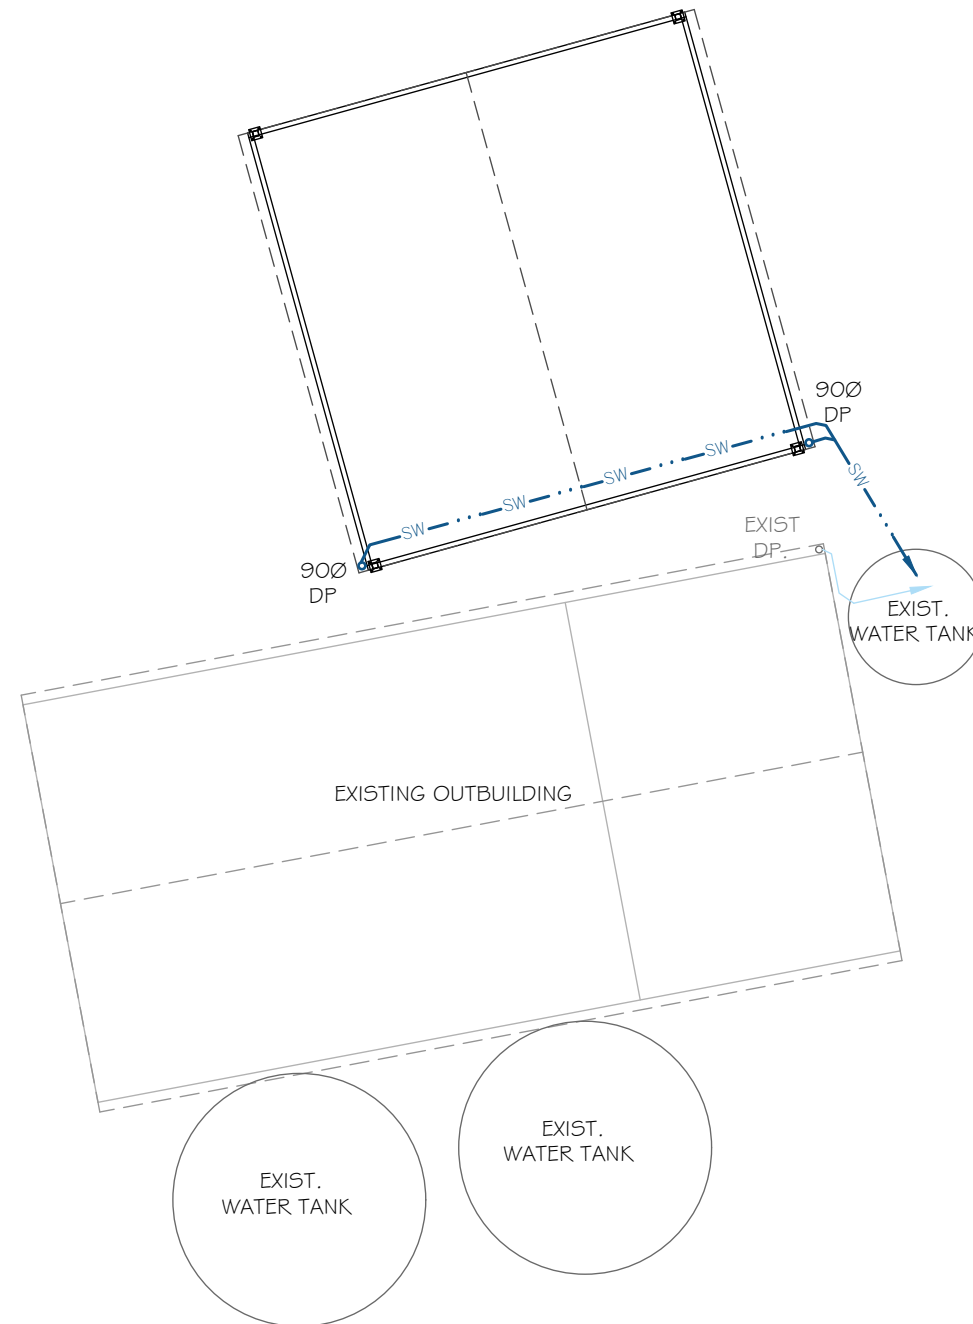 90Ø
DP
SW
SW
SW
SW
SW
EXIST
DP.
90Ø
DP
EXIST.
WATER TANK
EXISTING OUTBUILDING
EXIST.
WATER TANK
EXIST.
WATER TANK